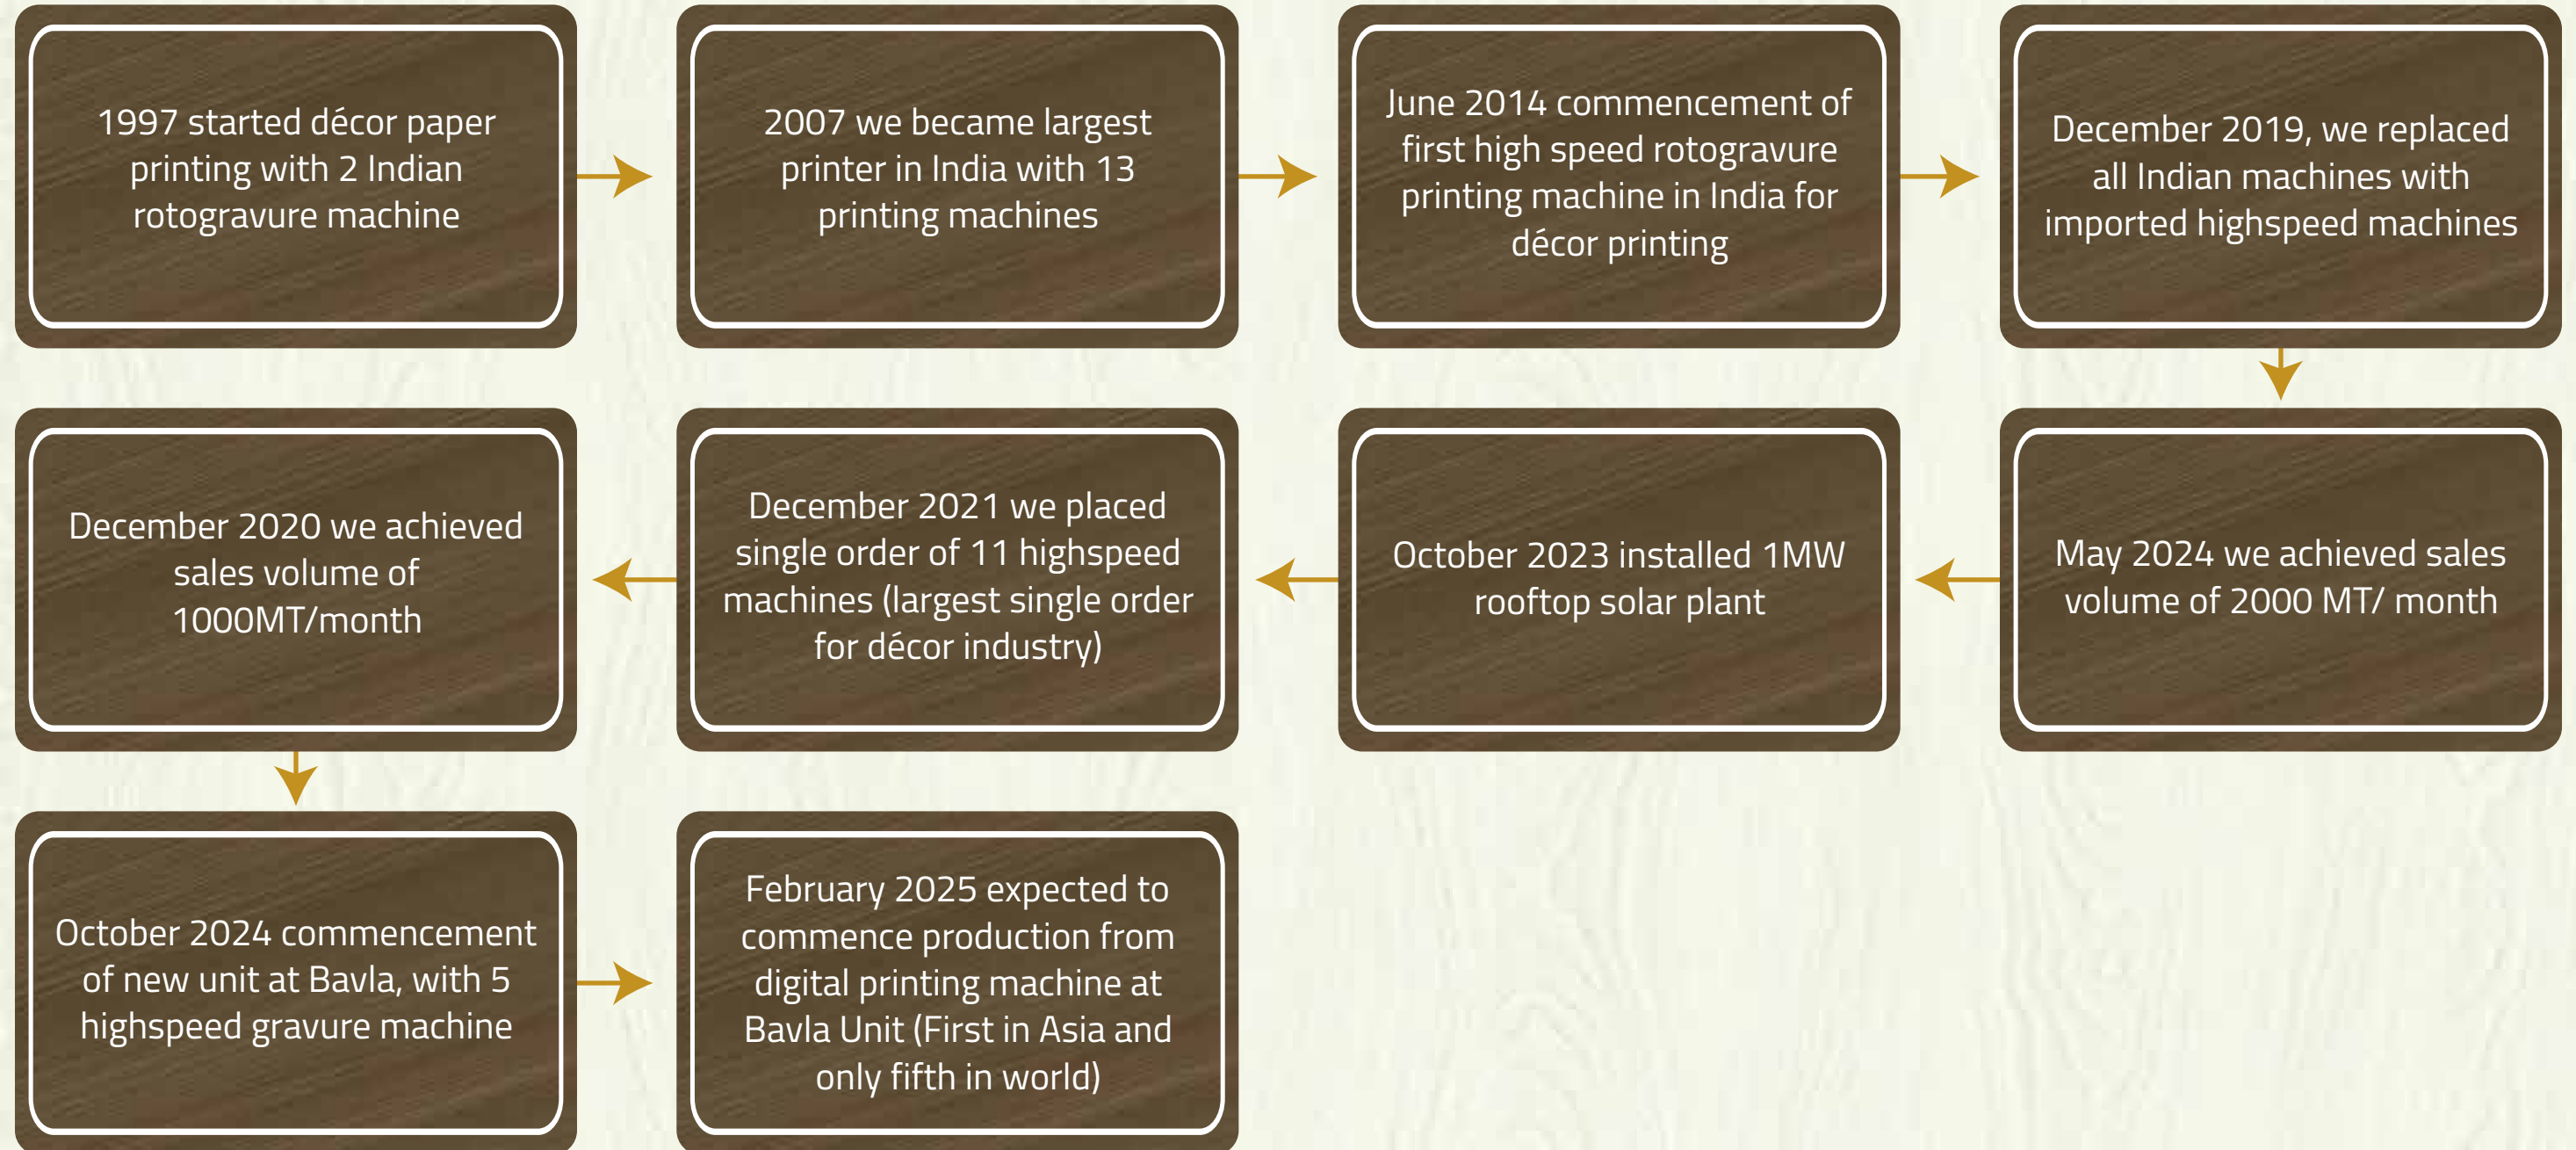 1997 started décor paper
printing with 2 Indian
rotogravure machine
2007 we became largest
printer in India with 13
printing machines
June 2014 commencement of
first high speed rotogravure
printing machine in India for
décor printing
December 2019, we replaced
all Indian machines with
imported highspeed machines
December 2020 we achieved
sales volume of
1000MT/month
December 2021 we placed
single order of 11 highspeed
machines (largest single order
for décor industry)
October 2023 installed 1MW
rooftop solar plant
May 2024 we achieved sales
volume of 2000 MT/ month
October 2024 commencement
of new unit at Bavla, with 5
highspeed gravure machine
February 2025 expected to
commence production from
digital printing machine at
Bavla Unit (First in Asia and
only fifth in world)